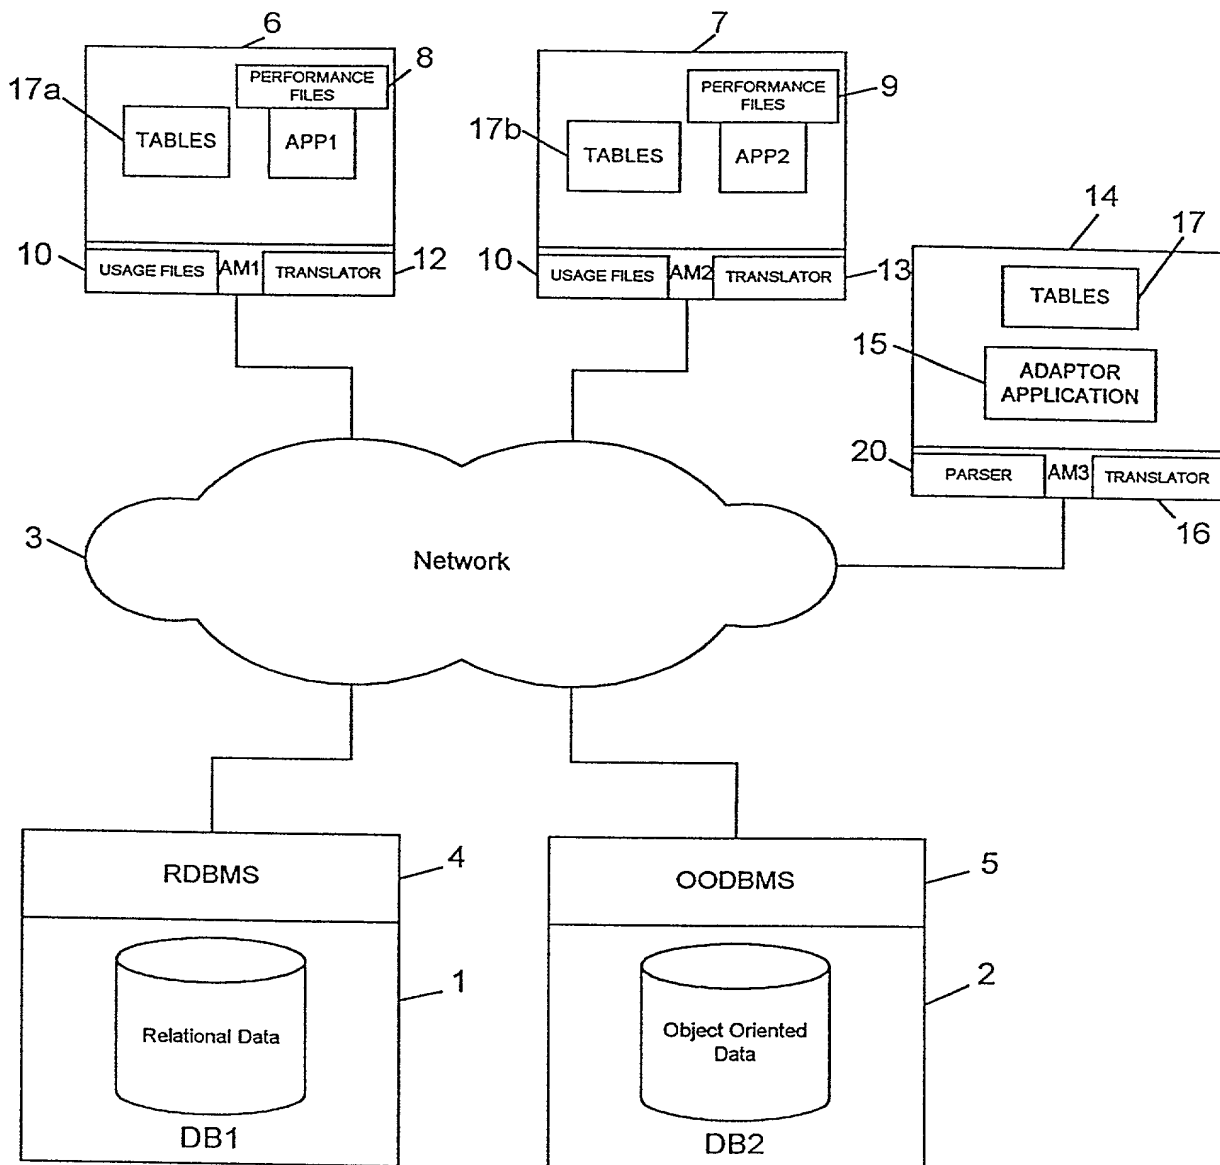 6
7
8
PERFORMANCE
FILES
17a
TABLES
APP1
PERFORMANCE
FILES
9
17b
TABLES
APP2
10
USAGE FILES
AM1
TRANSLATOR
12
10
USAGE FILES
AM2
TRANSLATOR
13
14
17
TABLES
15
ADAPTOR
APPLICATION
20
PARSER
AM3
TRANSLATOR
16
3
Network
RDBMS
4
OODBMS
5
Relational Data
1
Object Oriented
Data
2
DB1
DB2